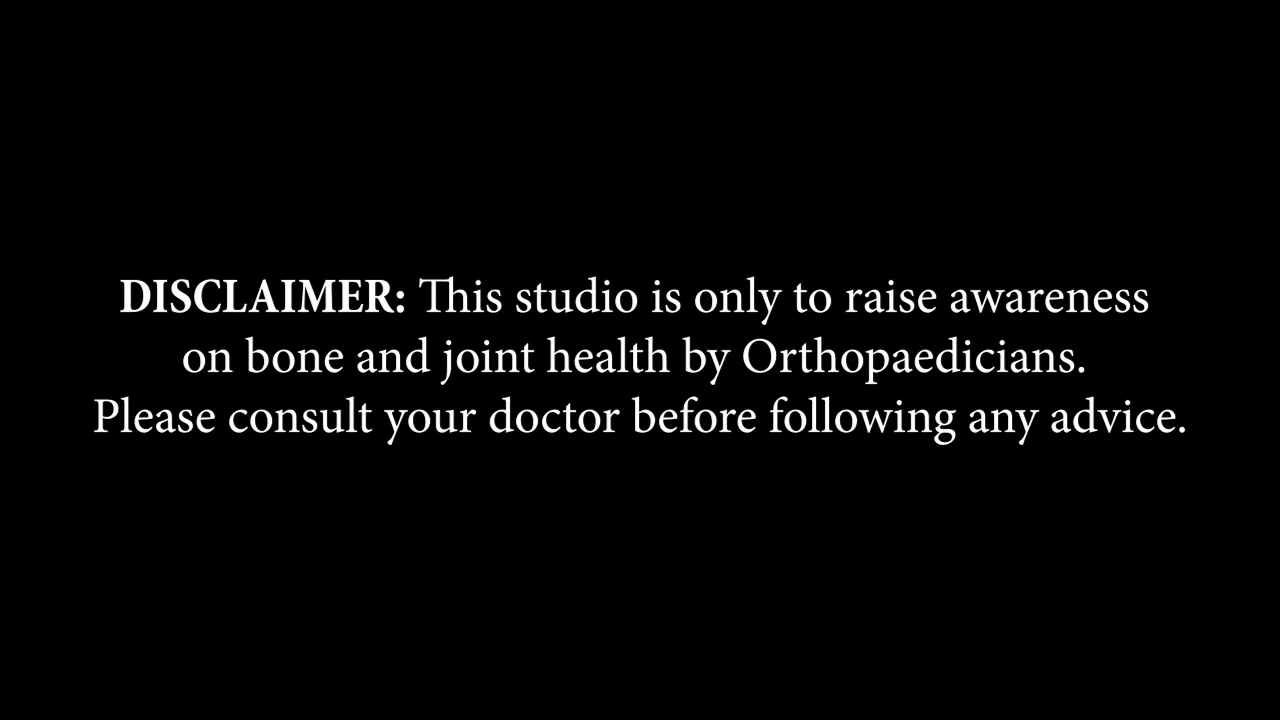 DISCLAIMER: This studio is only to raise awareness
on bone and joint health by Orthopaedicians.
Please consult your doctor before following any advice.